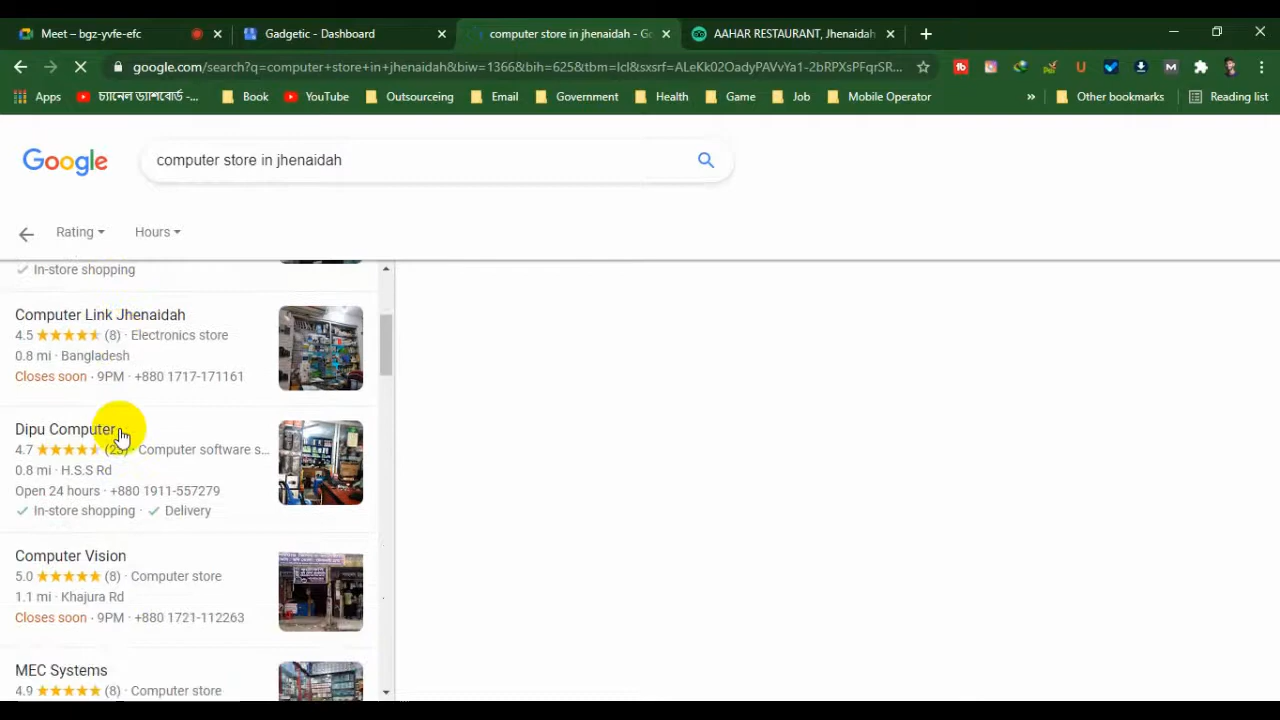 Meet – bgz-yvfe-efc
Gadgetic - Dashboard
computer store in jhenaidah - Go
AAHAR RESTAURANT, Jhenaidah
google.com/search?q=computer+store+in+jhenaidah&biw=1366&bih=625&tbm=lcl&sxsrf=ALeKk02OadyPAVvYa1-2bRPXsPFqrSR...
Apps
চ্যানেল ড্যাশবোর্ড -...
Book
YouTube
Outsourceing
Email
Government
Health
Game
Job
Mobile Operator
»
Other bookmarks
Reading list
Google
computer store in jhenaidah
Rating
Hours
In-store shopping
Computer Link Jhenaidah
4.5 (8) · Electronics store
0.8 mi · Bangladesh
Closes soon · 9PM · +880 1717-171161
Dipu Computer
4.7 · Computer software s...
0.8 mi · H.S.S Rd
Open 24 hours · +880 1911-557279
In-store shopping · Delivery
Computer Vision
5.0 (8) · Computer store
1.1 mi · Khajura Rd
Closes soon · 9PM · +880 1721-112263
MEC Systems
4.9 (8) · Computer store